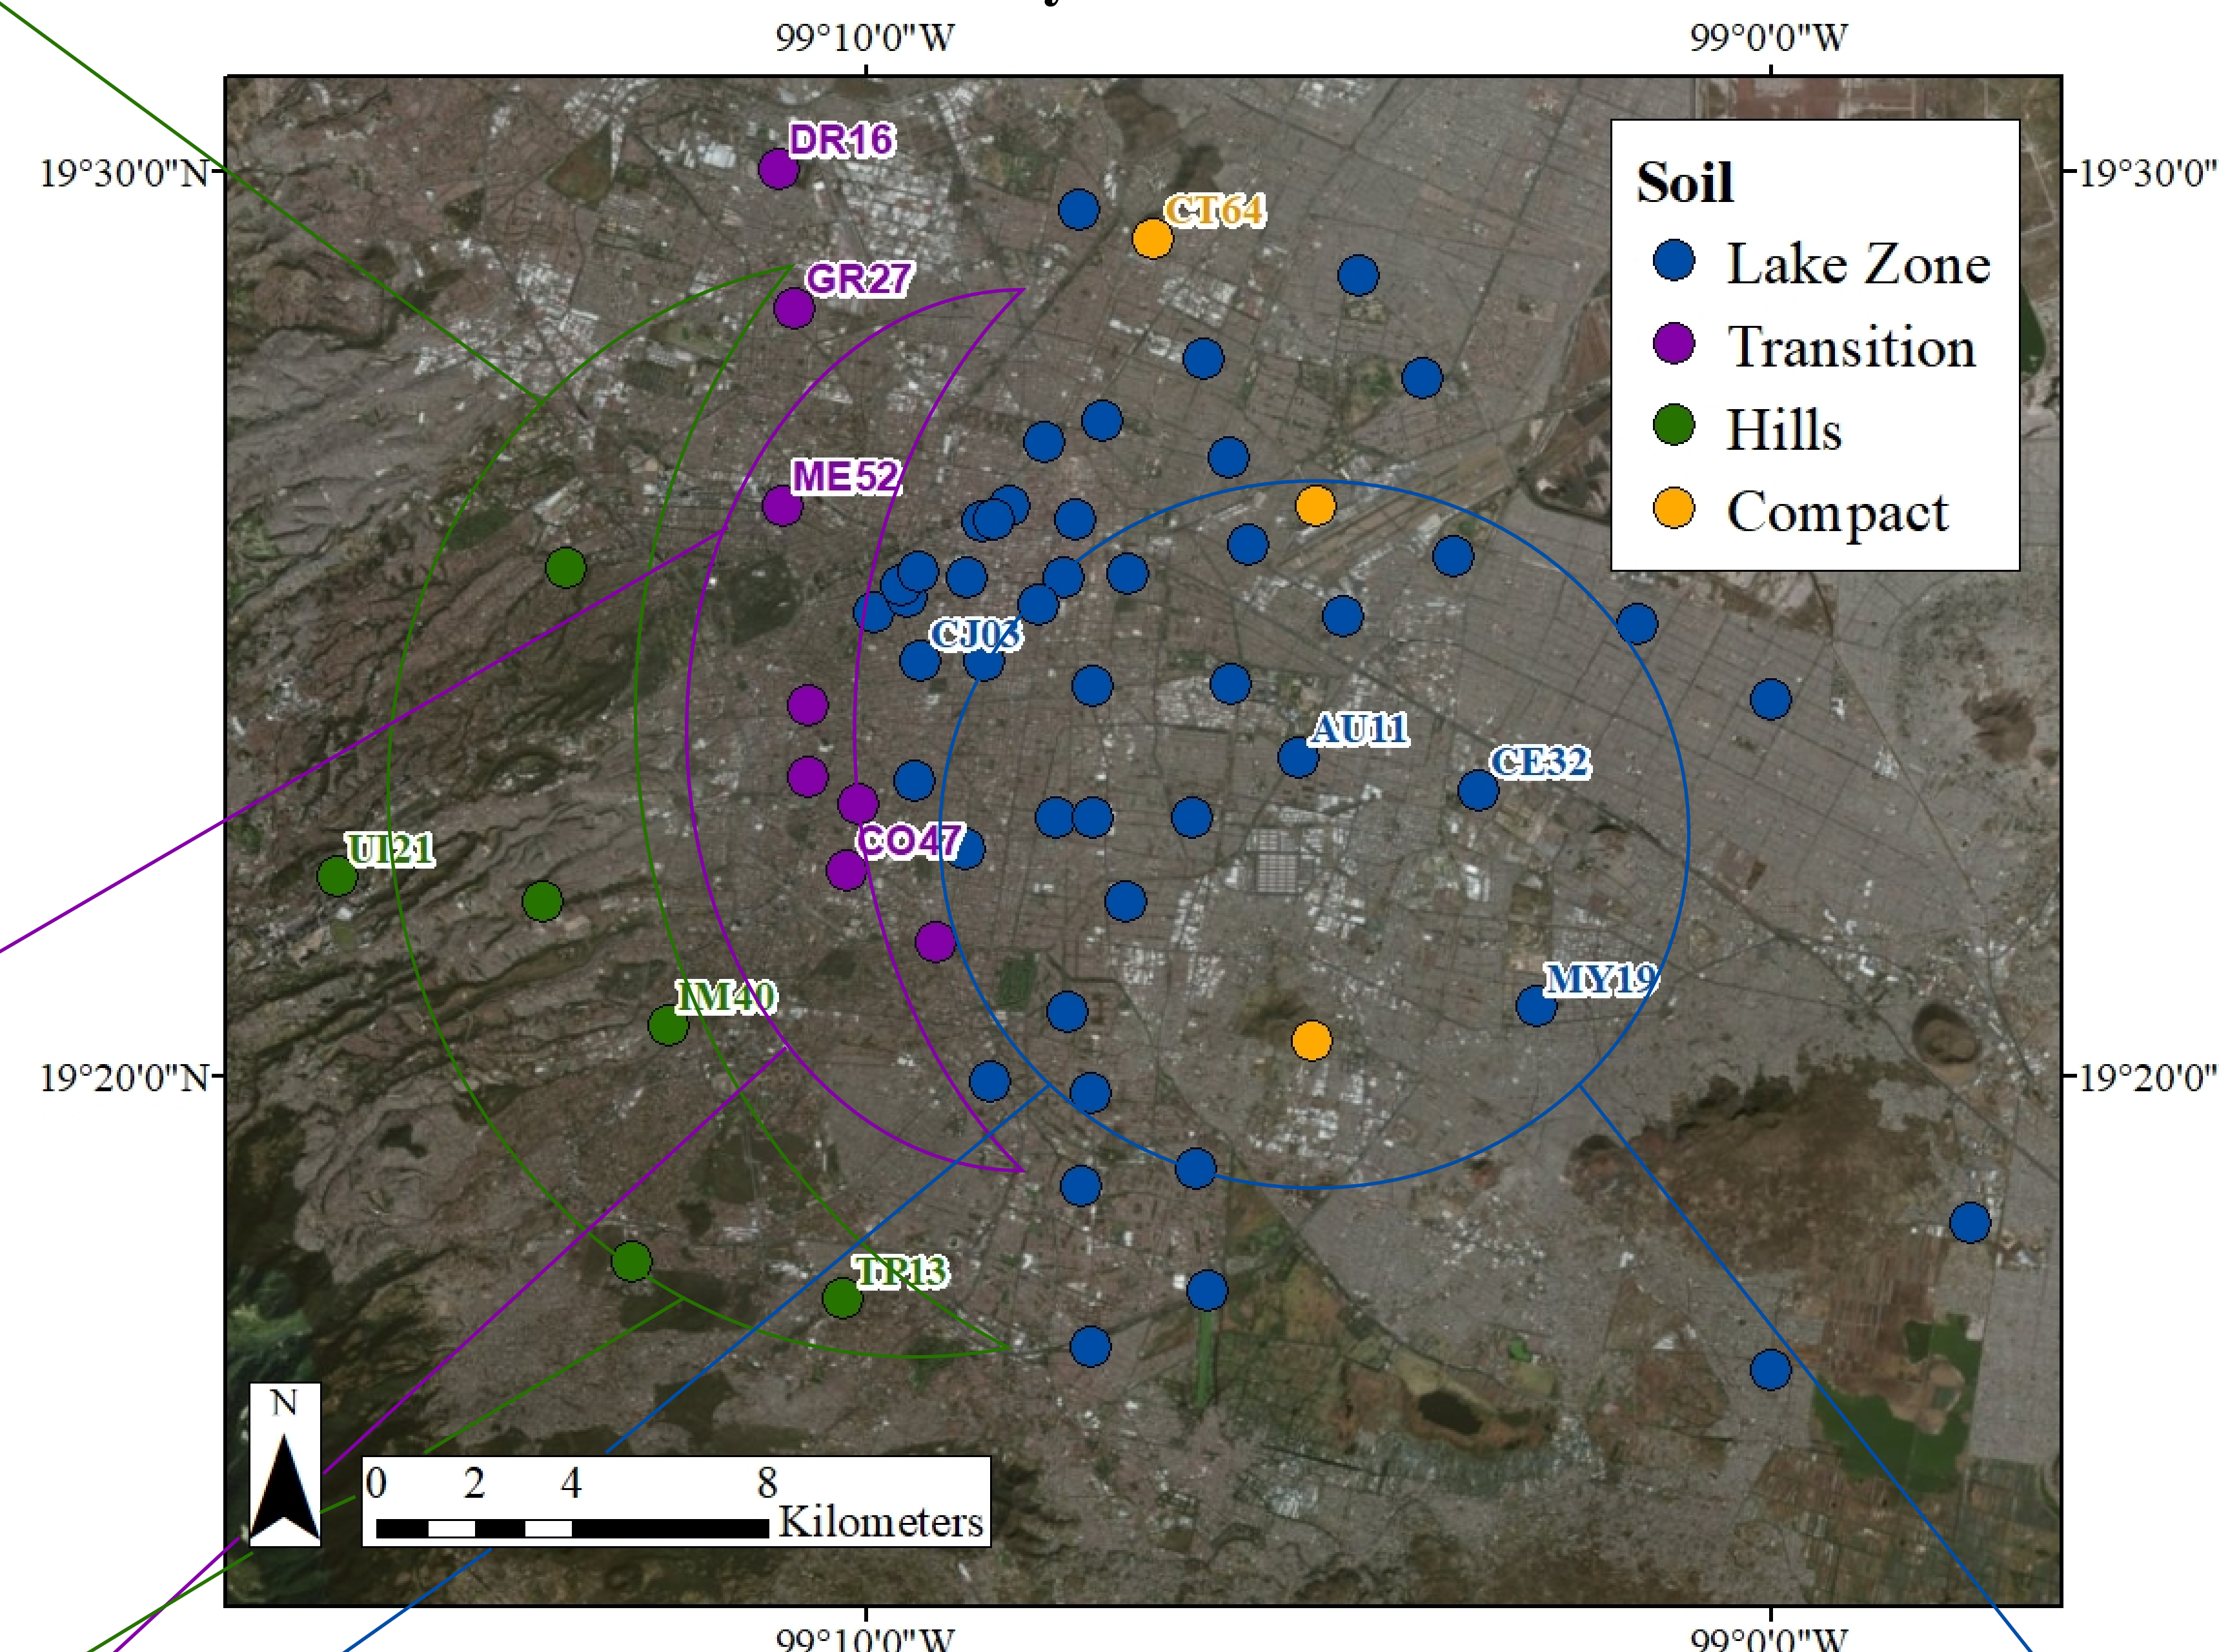 99°10'0"W
99°0'0"W
19°30'0"N
19°30'0"
DR16
CT64
GR27
ME52
CJ03
AU11
CE32
CO47
UI21
IM40
MY19
TP13
Soil
Lake Zone
Transition
Hills
Compact
19°20'0"N
19°20'0"
N
0 2 4 8
Kilometers
99°10'0"W
99°0'0"W